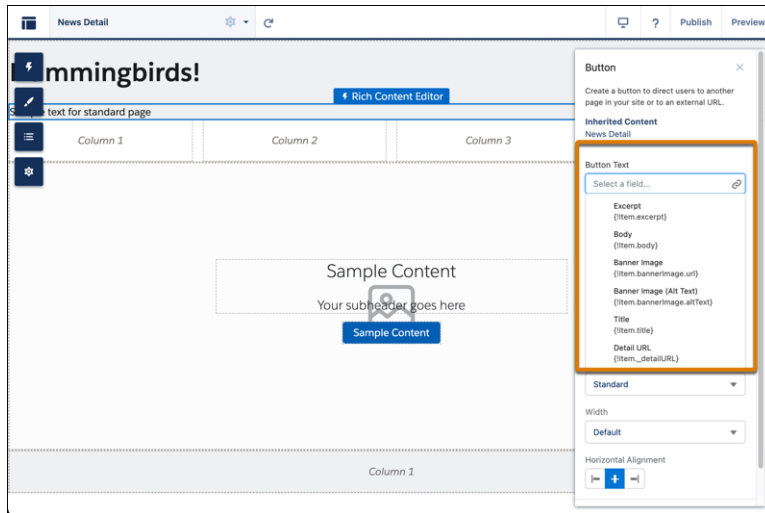 News Detail
?
Publish
Preview
mmingbirds!
Rich Content Editor
text for standard page
Column 1
Column 2
Column 3
Sample Content
Your subheader goes here
Sample Content
Column 1
Button
Create a button to direct users to another
page in your site or to an external URL.
Inherited Content
News Detail
Button Text
Select a field...
Excerpt
{!Item.excerpt}
Body
{!Item.body}
Banner Image
{!Item.bannerImage.url}
Banner Image (Alt Text)
{!Item.bannerImage.altText}
Title
{!Item.title}
Detail URL
{!Item._detailURL}
Standard
Width
Default
Horizontal Alignment